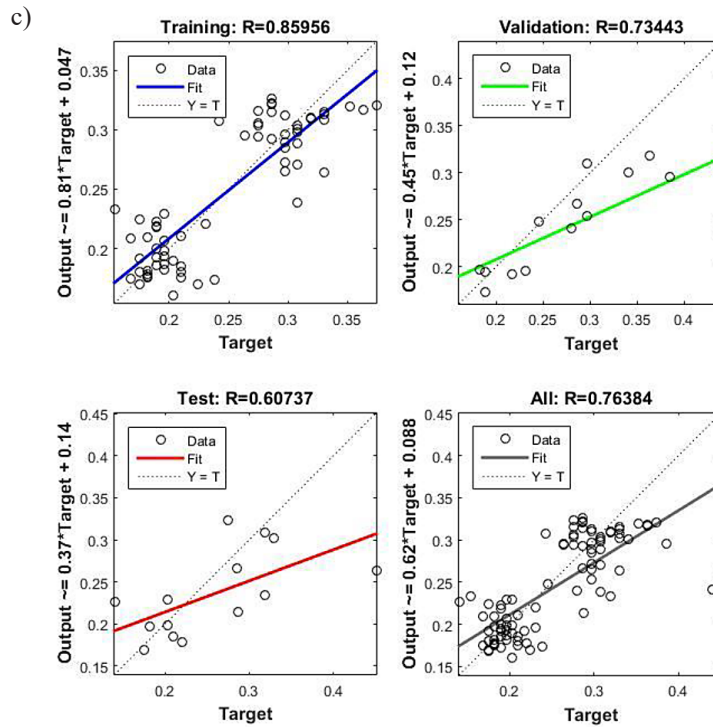 c)
Training: R=0.85956
Output ~= 0.81*Target + 0.047
0.35
0.3
0.25
0.2
Data
Fit
Y = T
0.2
0.25
0.3
0.35
Target
Validation: R=0.73443
Output ~= 0.45*Target + 0.12
0.4
0.35
0.3
0.25
0.2
Data
Fit
Y = T
0.2
0.25
0.3
0.35
0.4
Target
Test: R=0.60737
Output ~= 0.37*Target + 0.14
0.45
0.4
0.35
0.3
0.25
0.2
0.15
Data
Fit
Y = T
0.2
0.3
0.4
Target
All: R=0.76384
Output ~= 0.62*Target + 0.088
0.45
0.4
0.35
0.3
0.25
0.2
0.15
Data
Fit
Y = T
0.2
0.3
0.4
Target